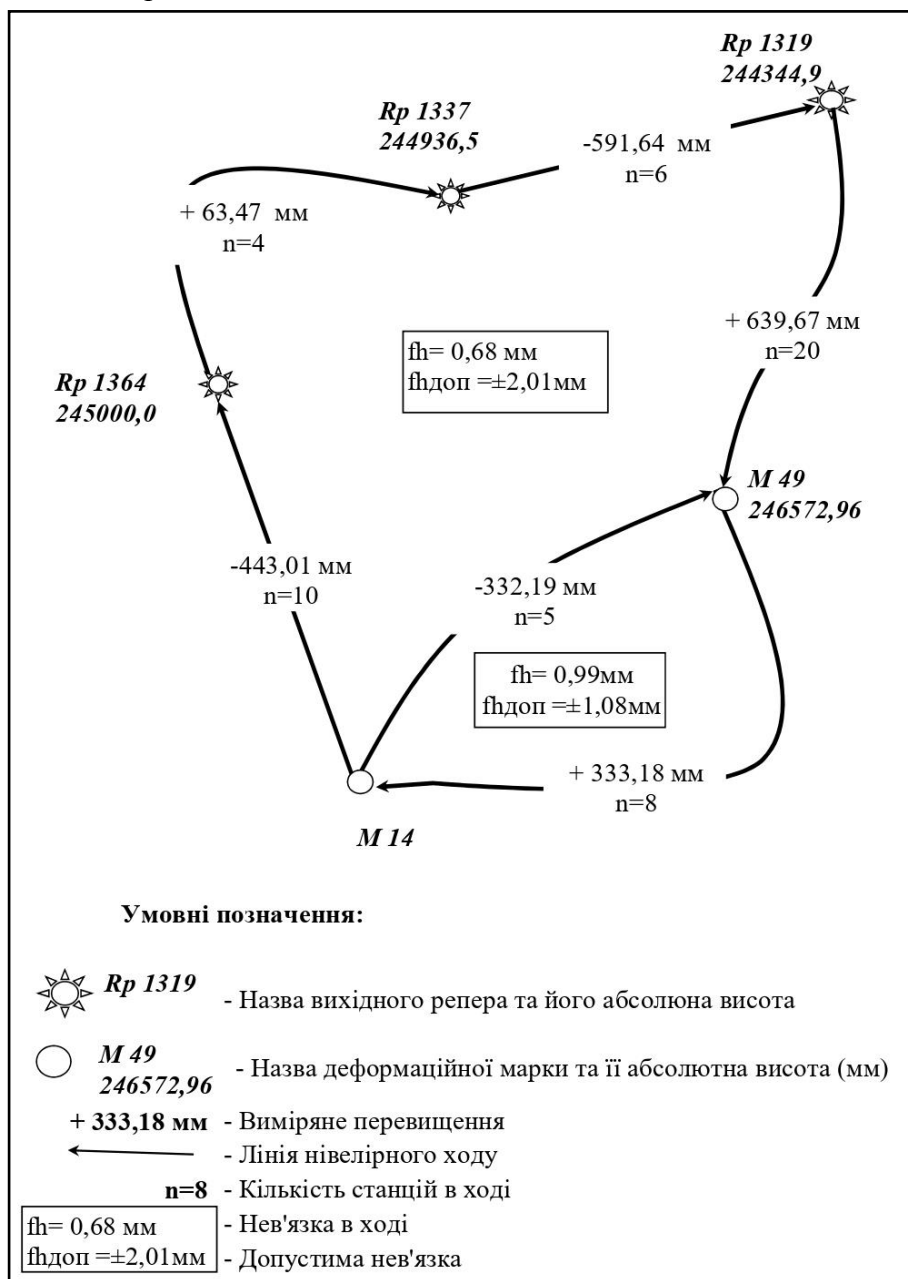 Rp 1319
244344,9
Rp 1337
244936,5
-591,64 мм
n=6
+ 63,47 мм
n=4
+ 639,67 мм
n=20
fh= 0,68 мм
fhдоп =±2,01мм
Rp 1364
245000,0
M 49
246572,96
-443,01 мм
n=10
-332,19 мм
n=5
fh= 0,99мм
fhдоп =±1,08мм
+ 333,18 мм
n=8
M 14
Умовні позначення:
Rp 1319 - Назва вихідного репера та його абсолюна висота
M 49
246572,96 - Назва деформаційної марки та її абсолютна висота (мм)
+ 333,18 мм - Виміряне перевищення
- Лінія нівелірного ходу
n=8 - Кількість станцій в ході
fh= 0,68 мм - Нев'язка в ході
fhдоп =±2,01мм - Допустима нев'язка